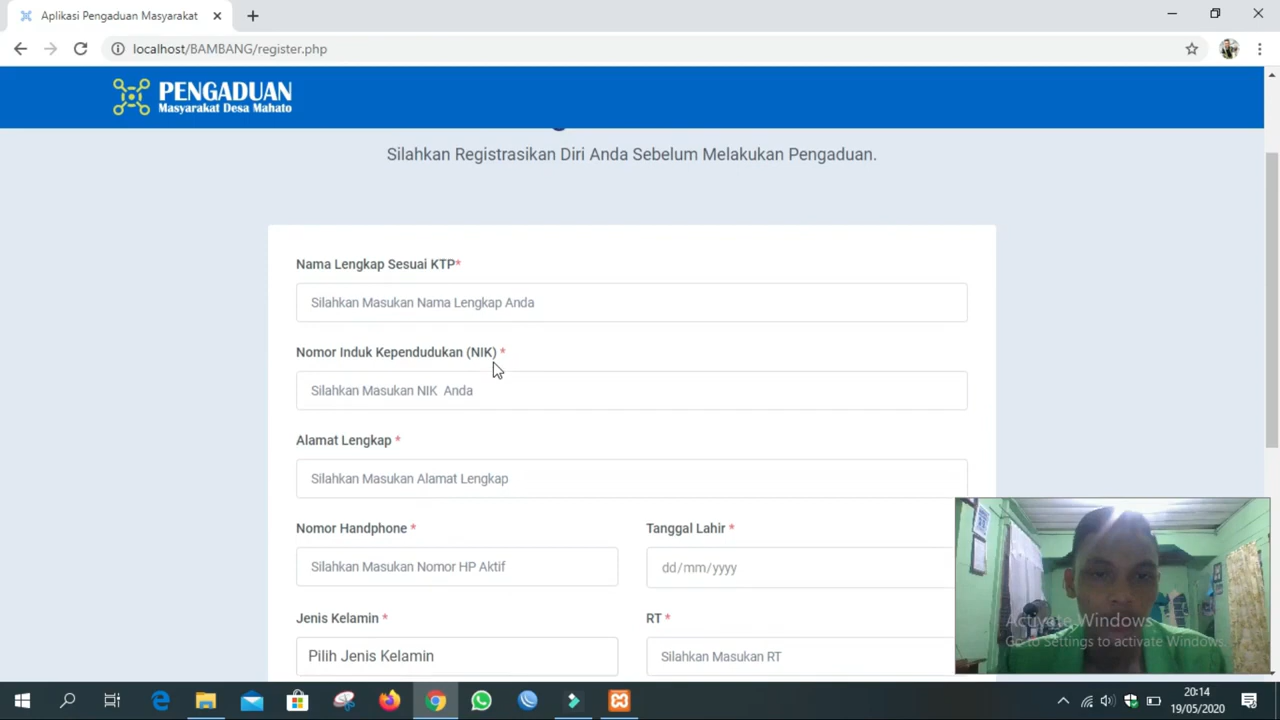 Aplikasi Pengaduan Masyarakat
localhost/BAMBANG/register.php
PENGADUAN
Masyarakat Desa Mahato
Silahkan Registrasikan Diri Anda Sebelum Melakukan Pengaduan.
Nama Lengkap Sesuai KTP*
Silahkan Masukan Nama Lengkap Anda
Nomor Induk Kependudukan (NIK) *
Silahkan Masukan NIK  Anda
Alamat Lengkap *
Silahkan Masukan Alamat Lengkap
Nomor Handphone * Tanggal Lahir *
Silahkan Masukan Nomor HP Aktif dd/mm/yyyy
Jenis Kelamin * RT *
Pilih Jenis Kelamin Silahkan Masukan RT
Activate Windows
Go to Settings to activate Windows.
20:14
19/05/2020